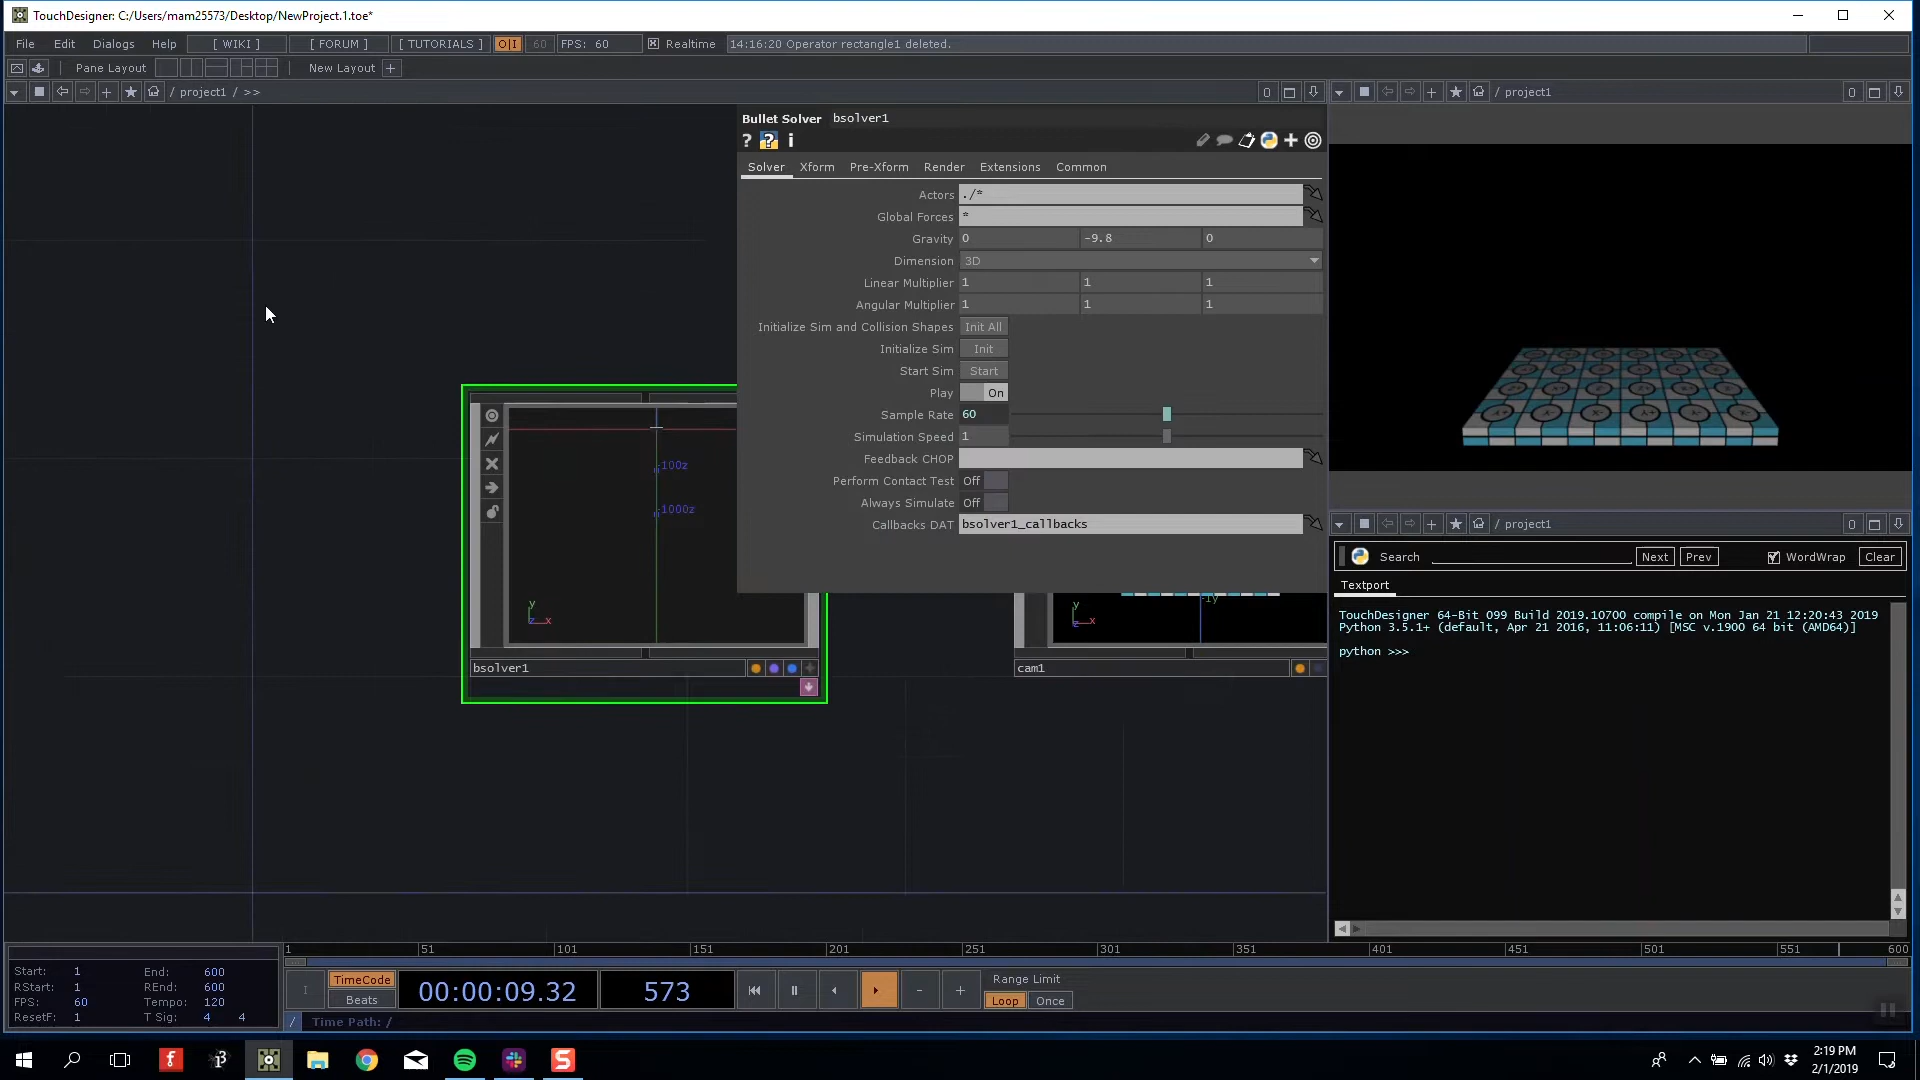 TouchDesigner: C:/Users/mam25573/Desktop/NewProject.1.toe*
File Edit Dialogs Help [ WIKI ] [ FORUM ] [ TUTORIALS ] O|I 60 FPS: 60 Realtime 14:16:20 Operator rectangle1 deleted.
Pane Layout New Layout +
/ project1 / >> 0
/ project1 0
Bullet Solver bsolver1
? ? i
Solver Xform Pre-Xform Render Extensions Common
Actors ./*
Global Forces *
Gravity 0 -9.8 0
Dimension 3D
Linear Multiplier 1 1 1
Angular Multiplier 1 1 1
Initialize Sim and Collision Shapes Init All
Initialize Sim Init
Start Sim Start
Play On
Sample Rate 60
Simulation Speed 1
Feedback CHOP
Perform Contact Test Off
Always Simulate Off
Callbacks DAT bsolver1_callbacks
-100z
-1000z
y
x
bsolver1
-1y
y
x
cam1
/ project1 0
Search Next Prev WordWrap Clear
Textport
TouchDesigner 64-Bit 099 Build 2019.10700 compile on Mon Jan 21 12:20:43 2019
Python 3.5.1+ (default, Apr 21 2016, 11:06:11) [MSC v.1900 64 bit (AMD64)]
python >>>
1 51 101 151 201 251 301 351 401 451 501 551 600
Start: 1 End: 600
RStart: 1 REnd: 600
FPS: 60 Tempo: 120
ResetF: 1 T Sig: 4 4
TimeCode
Beats
00:00:09.32
573
Range Limit
Loop Once
/ Time Path: /
2:19 PM
2/1/2019